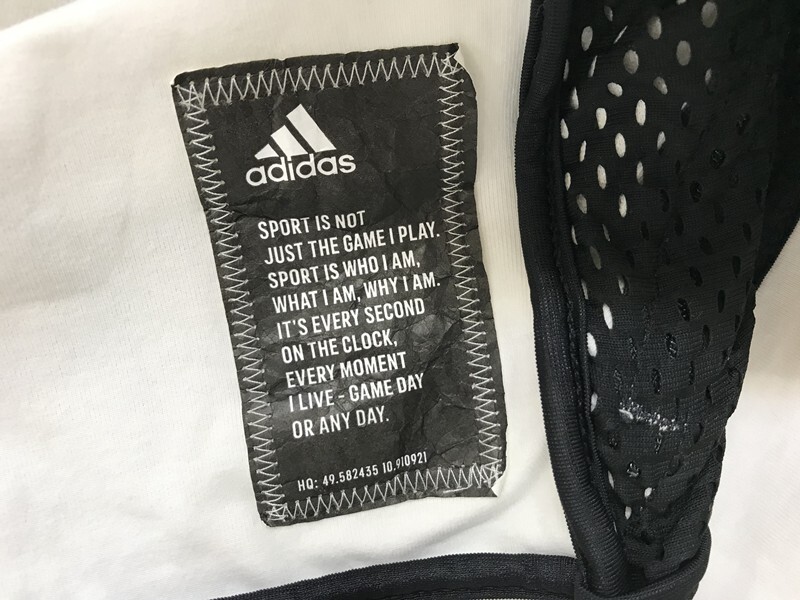 adidas
SPORT IS NOT
JUST THE GAME I PLAY.
SPORT IS WHO I AM,
WHAT I AM, WHY I AM.
IT'S EVERY SECOND
ON THE CLOCK,
EVERY MOMENT
I LIVE - GAME DAY
OR ANY DAY.
HQ: 49.582435 10.910921